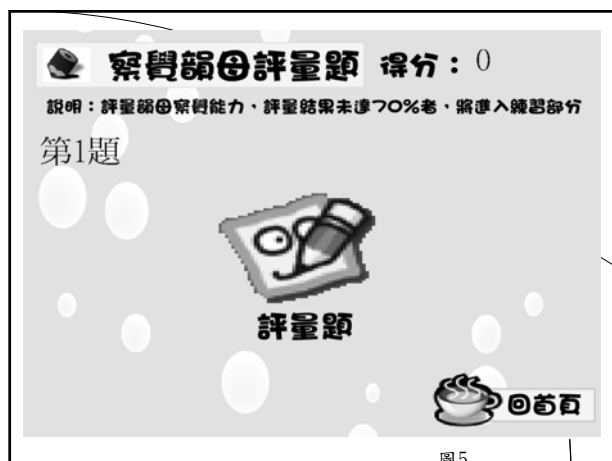 察覺韻母評量題 得分：0
說明：評量韻母察覺能力，評量結果未達70%者，將進入練習部分
第1題
評量題
回首頁
圖5